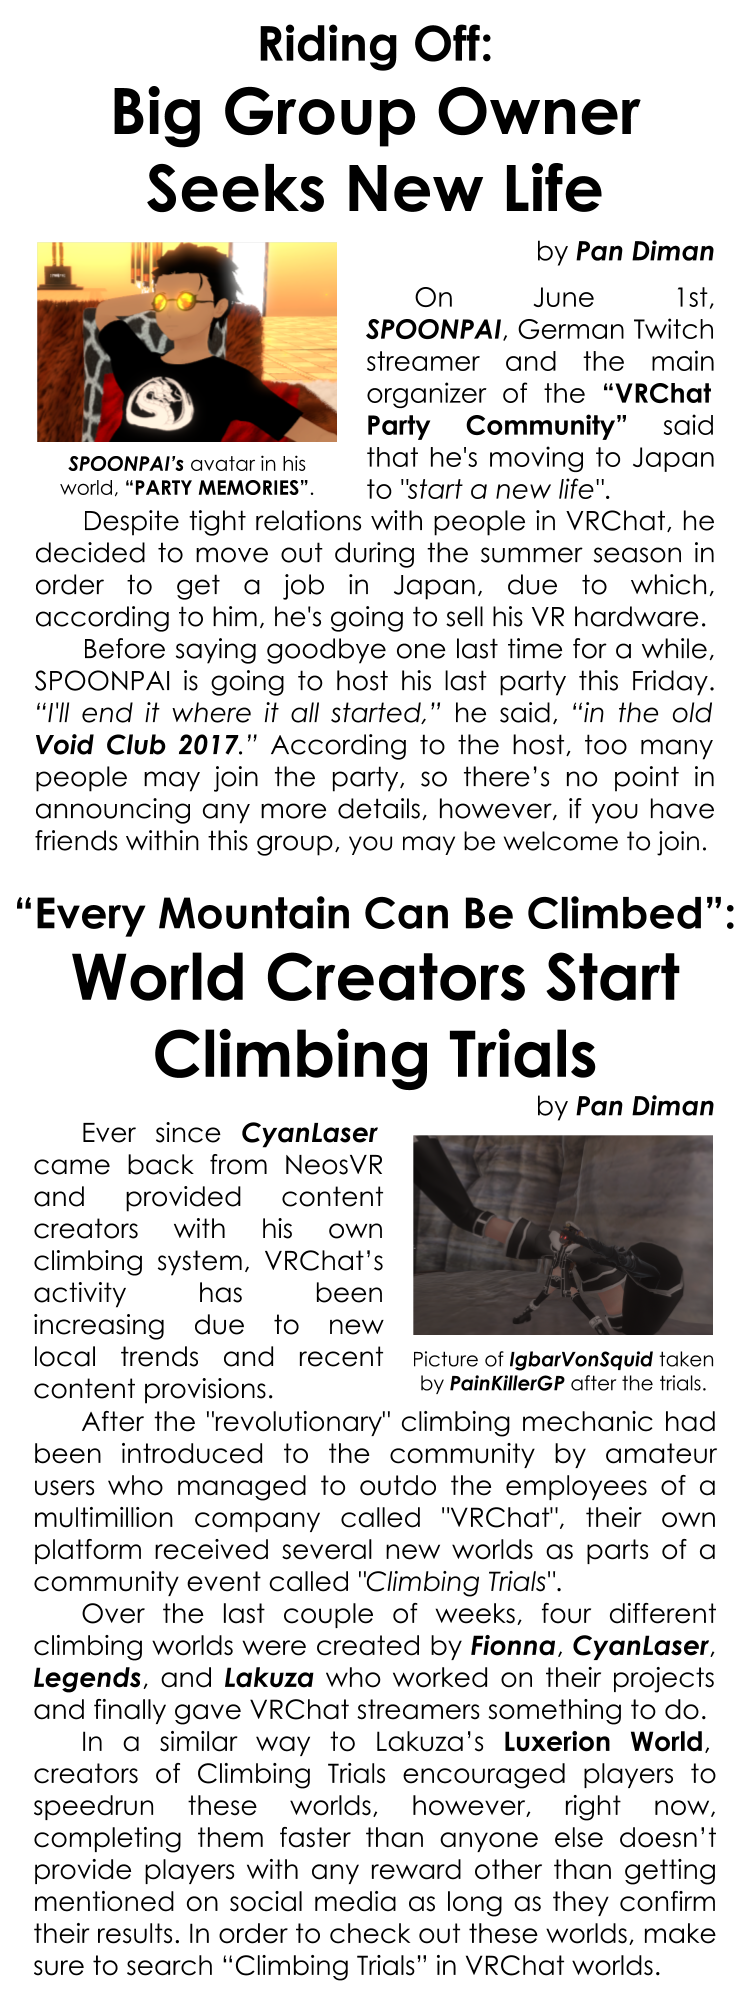 Riding Off:
Big Group Owner
Seeks New Life
by Pan Diman
SPOONPAI's avatar in his
world, “PARTY MEMORIES”.
On June 1st,
SPOONPAI, German Twitch
streamer and the main
organizer of the “VRChat
Party Community” said
that he's moving to Japan
to "start a new life".
Despite tight relations with people in VRChat, he
decided to move out during the summer season in
order to get a job in Japan, due to which,
according to him, he's going to sell his VR hardware.
Before saying goodbye one last time for a while,
SPOONPAI is going to host his last party this Friday.
“I'll end it where it all started,” he said, “in the old
Void Club 2017.” According to the host, too many
people may join the party, so there’s no point in
announcing any more details, however, if you have
friends within this group, you may be welcome to join.
“Every Mountain Can Be Climbed”:
World Creators Start
Climbing Trials
by Pan Diman
Ever since CyanLaser
came back from NeosVR
and provided content
creators with his own
climbing system, VRChat’s
activity has been
increasing due to new
local trends and recent
content provisions.
Picture of IgbarVonSquid taken
by PainKillerGP after the trials.
After the "revolutionary" climbing mechanic had
been introduced to the community by amateur
users who managed to outdo the employees of a
multimillion company called "VRChat", their own
platform received several new worlds as parts of a
community event called "Climbing Trials".
Over the last couple of weeks, four different
climbing worlds were created by Fionna, CyanLaser,
Legends, and Lakuza who worked on their projects
and finally gave VRChat streamers something to do.
In a similar way to Lakuza’s Luxerion World,
creators of Climbing Trials encouraged players to
speedrun these worlds, however, right now,
completing them faster than anyone else doesn’t
provide players with any reward other than getting
mentioned on social media as long as they confirm
their results. In order to check out these worlds, make
sure to search “Climbing Trials” in VRChat worlds.